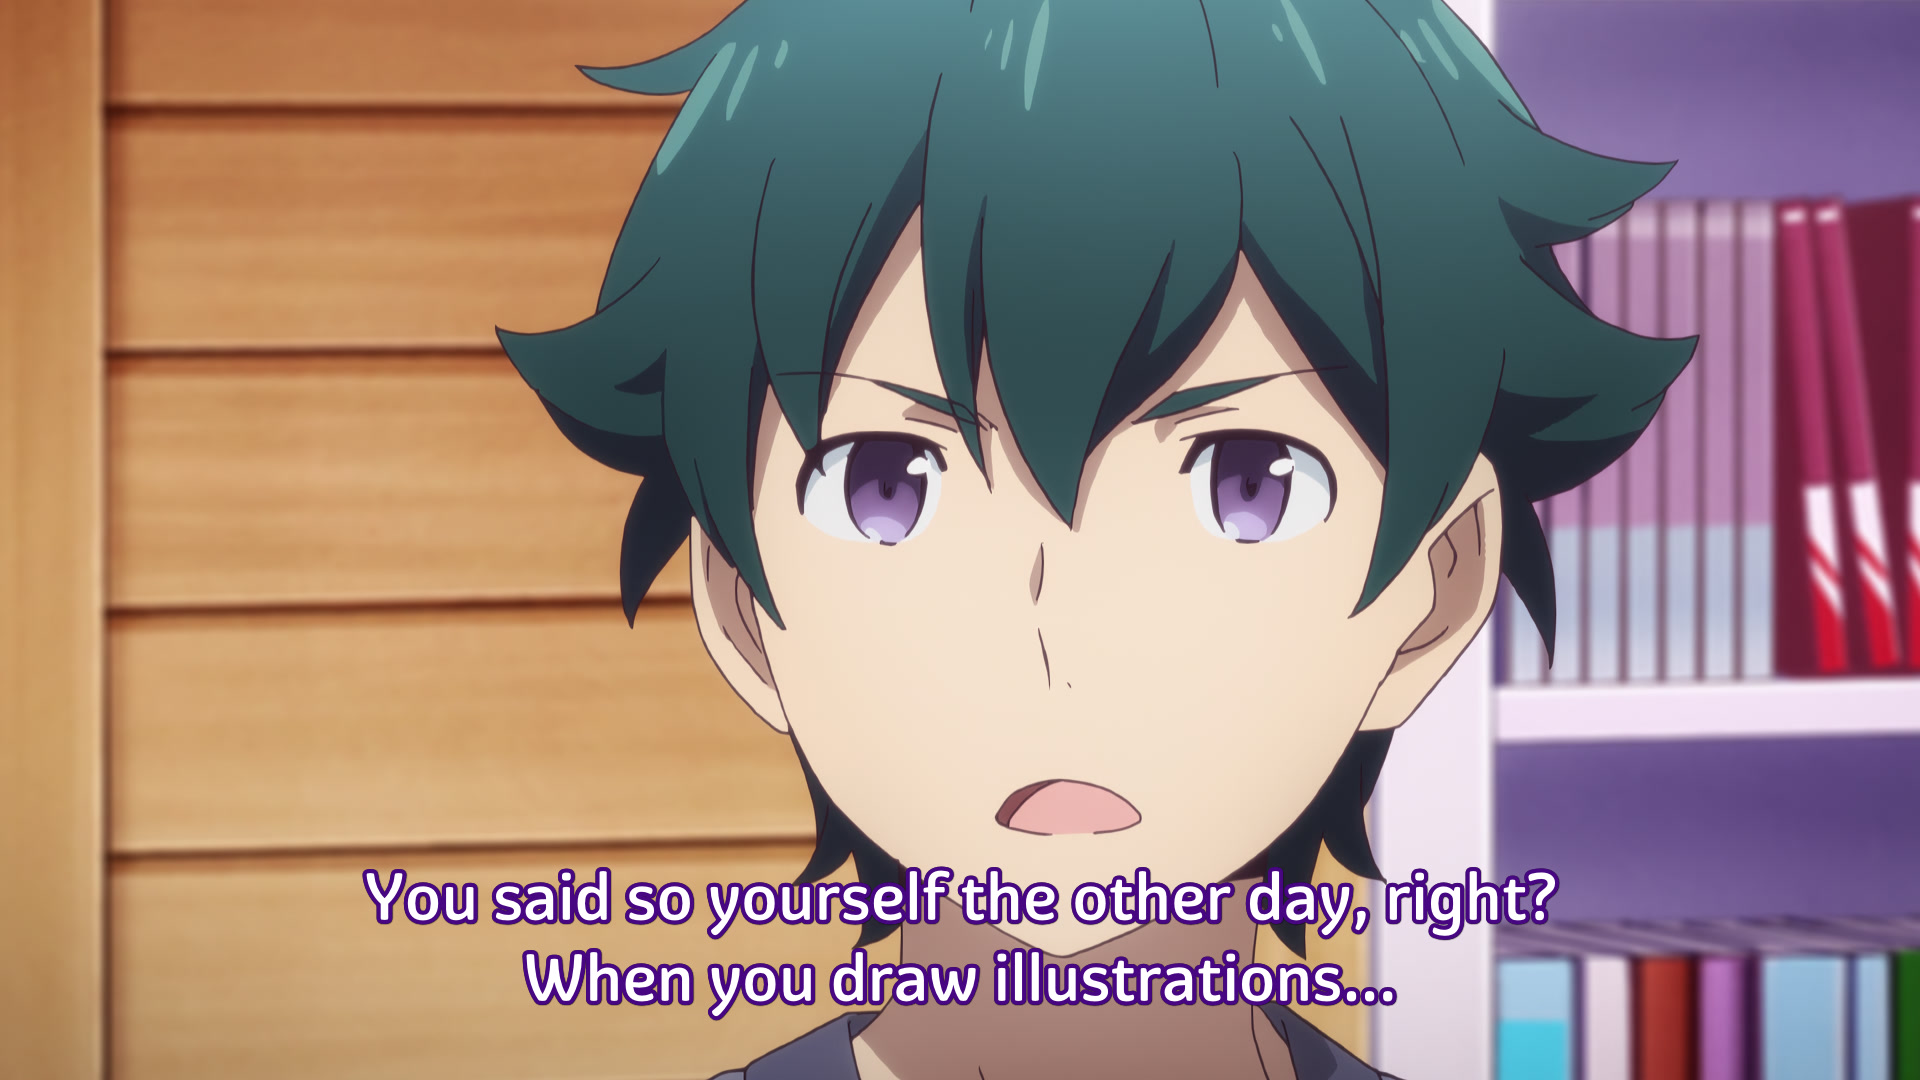 You said so yourself the other day, right?
When you draw illustrations...